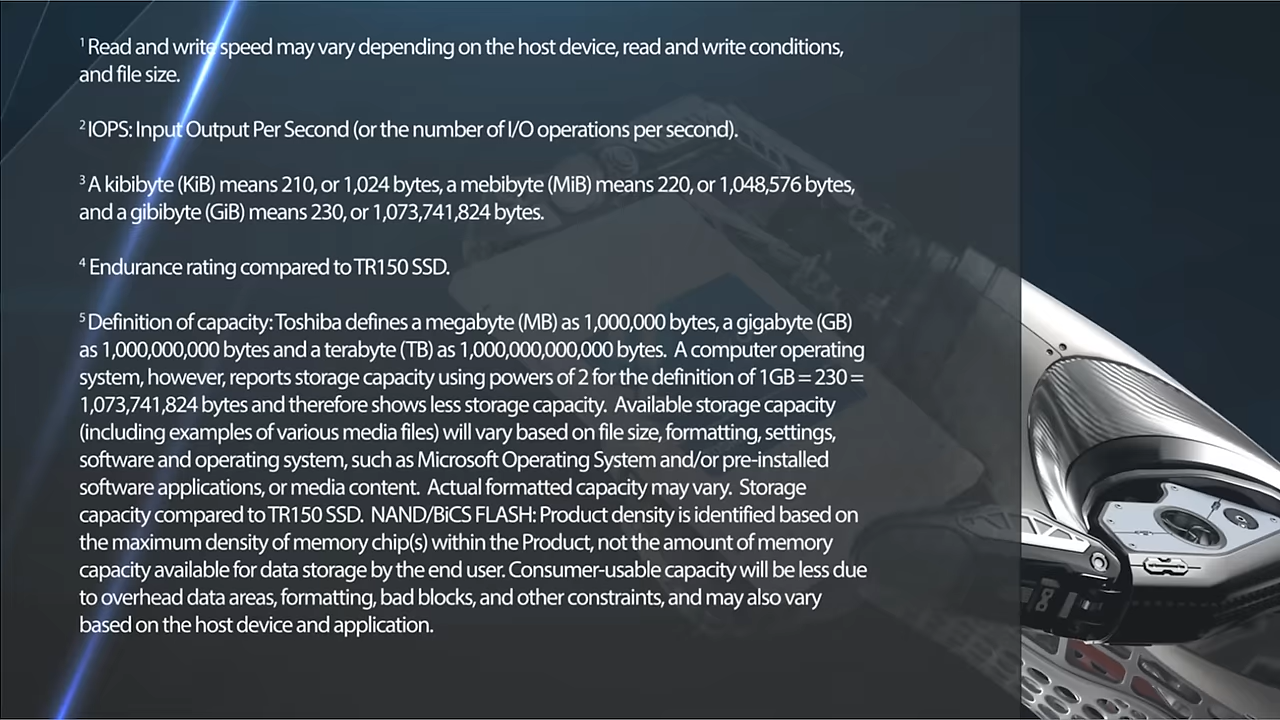 ¹ Read and write speed may vary depending on the host device, read and write conditions,
and file size.
² IOPS: Input Output Per Second (or the number of I/O operations per second).
³ A kibibyte (KiB) means 210, or 1,024 bytes, a mebibyte (MiB) means 220, or 1,048,576 bytes,
and a gibibyte (GiB) means 230, or 1,073,741,824 bytes.
⁴ Endurance rating compared to TR150 SSD.
⁵ Definition of capacity: Toshiba defines a megabyte (MB) as 1,000,000 bytes, a gigabyte (GB)
as 1,000,000,000 bytes and a terabyte (TB) as 1,000,000,000,000 bytes. A computer operating
system, however, reports storage capacity using powers of 2 for the definition of 1GB = 230 =
1,073,741,824 bytes and therefore shows less storage capacity. Available storage capacity
(including examples of various media files) will vary based on file size, formatting, settings,
software and operating system, such as Microsoft Operating System and/or pre-installed
software applications, or media content. Actual formatted capacity may vary. Storage
capacity compared to TR150 SSD. NAND/BiCS FLASH: Product density is identified based on
the maximum density of memory chip(s) within the Product, not the amount of memory
capacity available for data storage by the end user. Consumer-usable capacity will be less due
to overhead data areas, formatting, bad blocks, and other constraints, and may also vary
based on the host device and application.